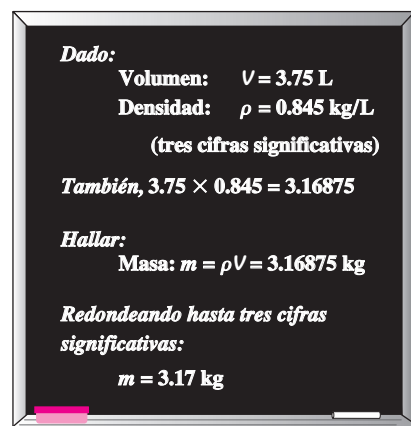 Dado:
Volumen: V = 3.75 L
Densidad: ρ = 0.845 kg/L
(tres cifras significativas)
También, 3.75 × 0.845 = 3.16875
Hallar:
Masa: m = ρV = 3.16875 kg
Redondeando hasta tres cifras
significativas:
m = 3.17 kg